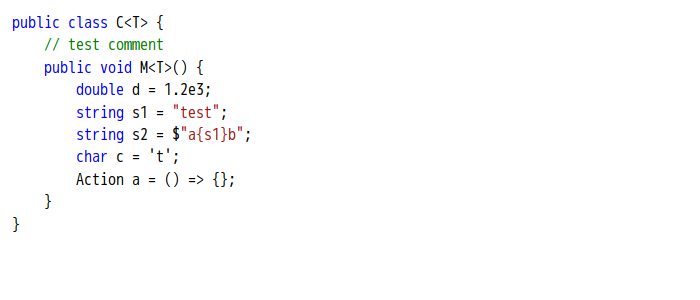 public class C<T> {
    // test comment
    public void M<T>() {
        double d = 1.2e3;
        string s1 = "test";
        string s2 = $"a{s1}b";
        char c = 't';
        Action a = () => {};
    }
}